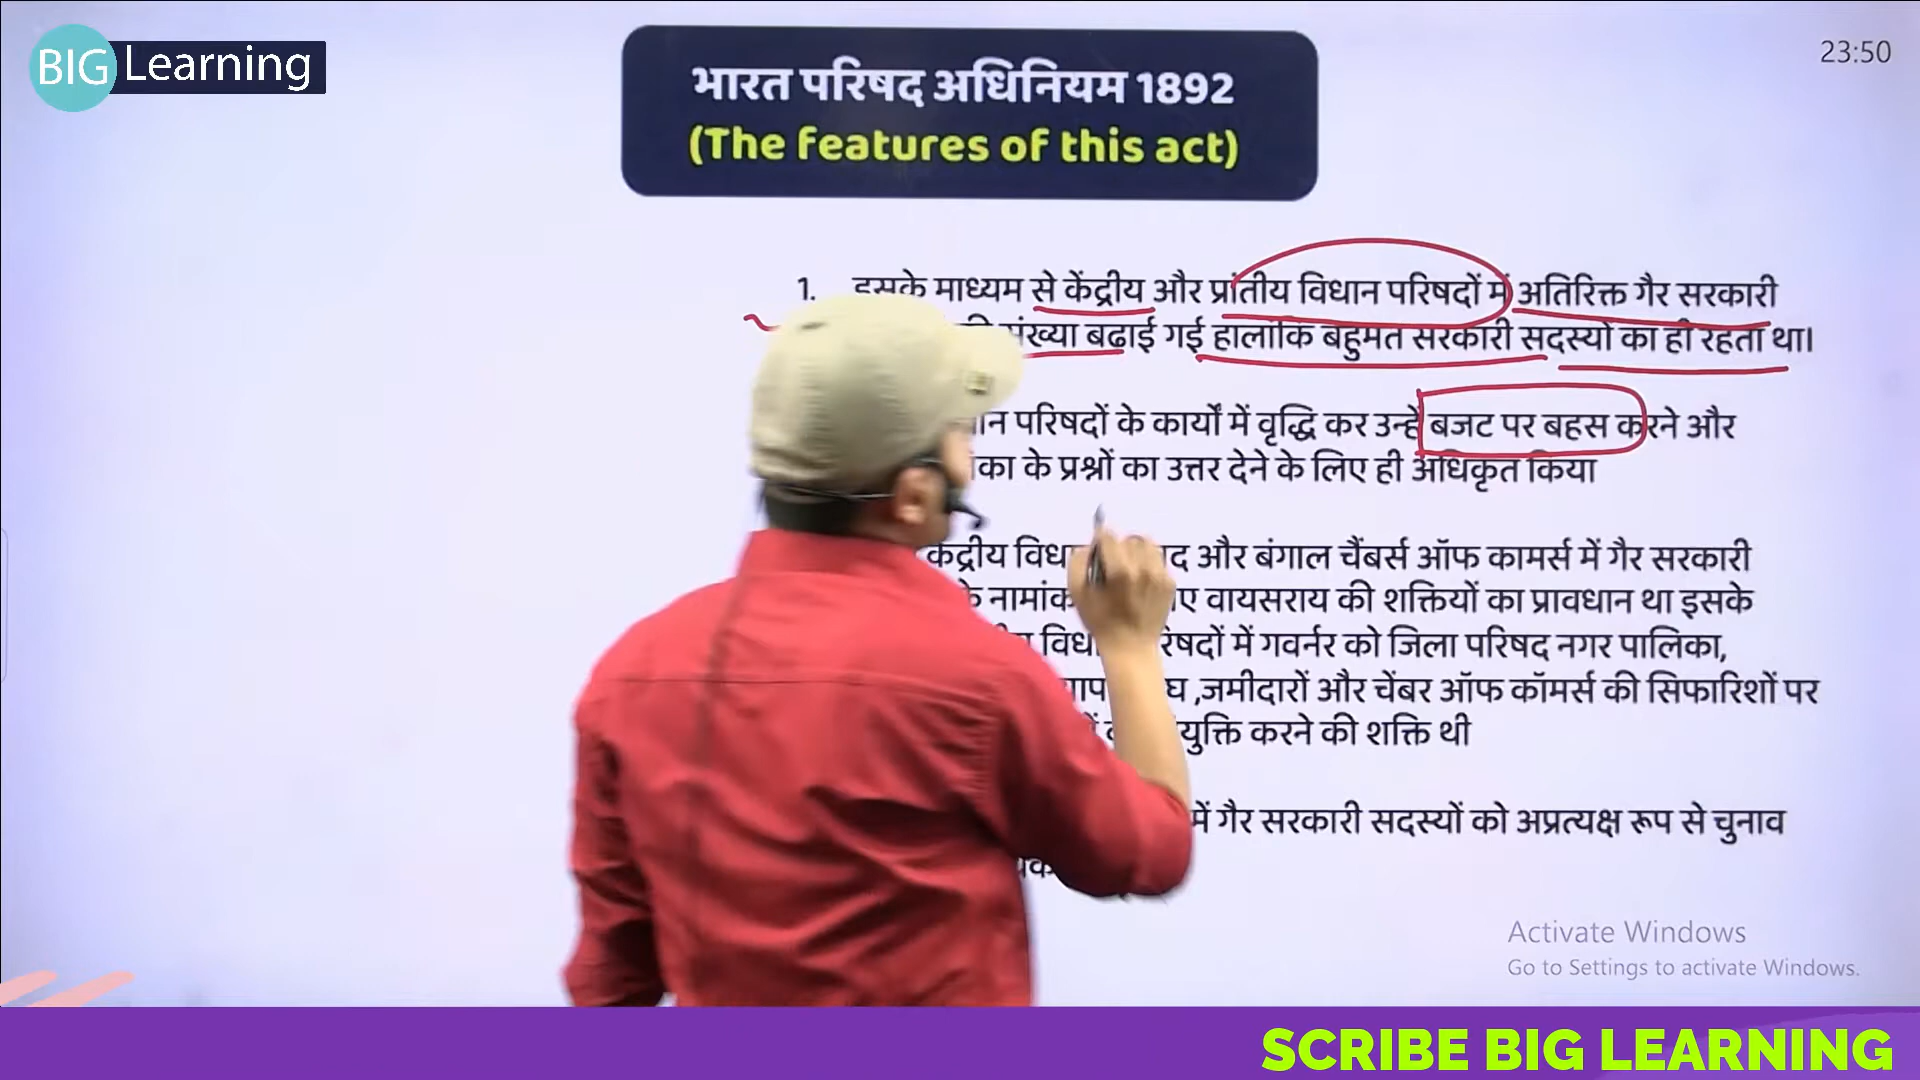 BIG Learning
23:50
भारत परिषद अधिनियम 1892
(The features of this act)
1. इसके माध्यम से केंद्रीय और प्रांतीय विधान परिषदों में अतिरिक्त गैर सरकारी
संख्या बढाई गई हालांकि बहुमत सरकारी सदस्यों का ही रहता था।
परिषदों के कार्यों में वृद्धि कर उन्हें बजट पर बहस करने और
के प्रश्नों का उत्तर देने के लिए ही अधिकृत किया
केंद्रीय और बंगाल चैंबर्स ऑफ कामर्स में गैर सरकारी
वायसराय की शक्तियों का प्रावधान था इसके
में गवर्नर को जिला परिषद नगर पालिका,
,जमीदारों और चेंबर ऑफ कॉमर्स की सिफारिशों पर
करने की शक्ति थी
में गैर सरकारी सदस्यों को अप्रत्यक्ष रूप से चुनाव
Activate Windows
Go to Settings to activate Windows.
SCRIBE BIG LEARNING